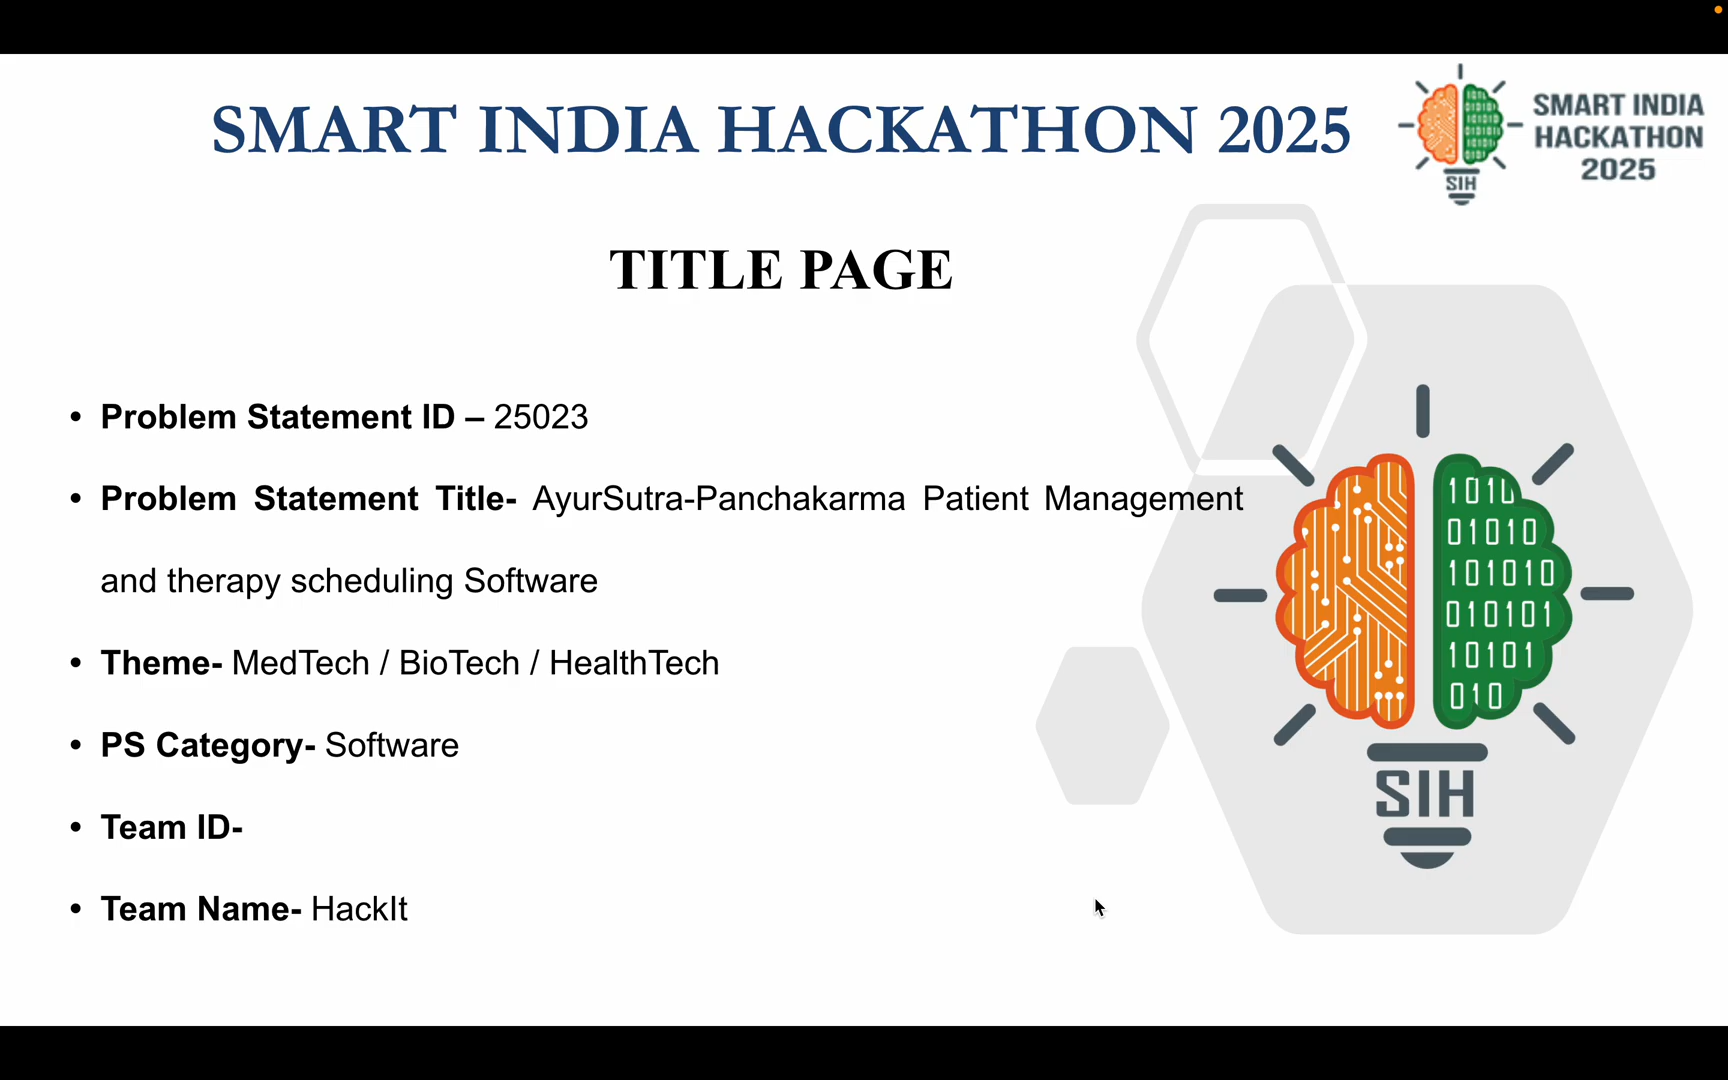 SMART INDIA HACKATHON 2025
SMART INDIA
HACKATHON
2025
SIH
TITLE PAGE
• Problem Statement ID – 25023
• Problem Statement Title- AyurSutra-Panchakarma Patient Management
and therapy scheduling Software
• Theme- MedTech / BioTech / HealthTech
• PS Category- Software
• Team ID-
• Team Name- HackIt
1010
01010
101010
010101
10101
010
SIH